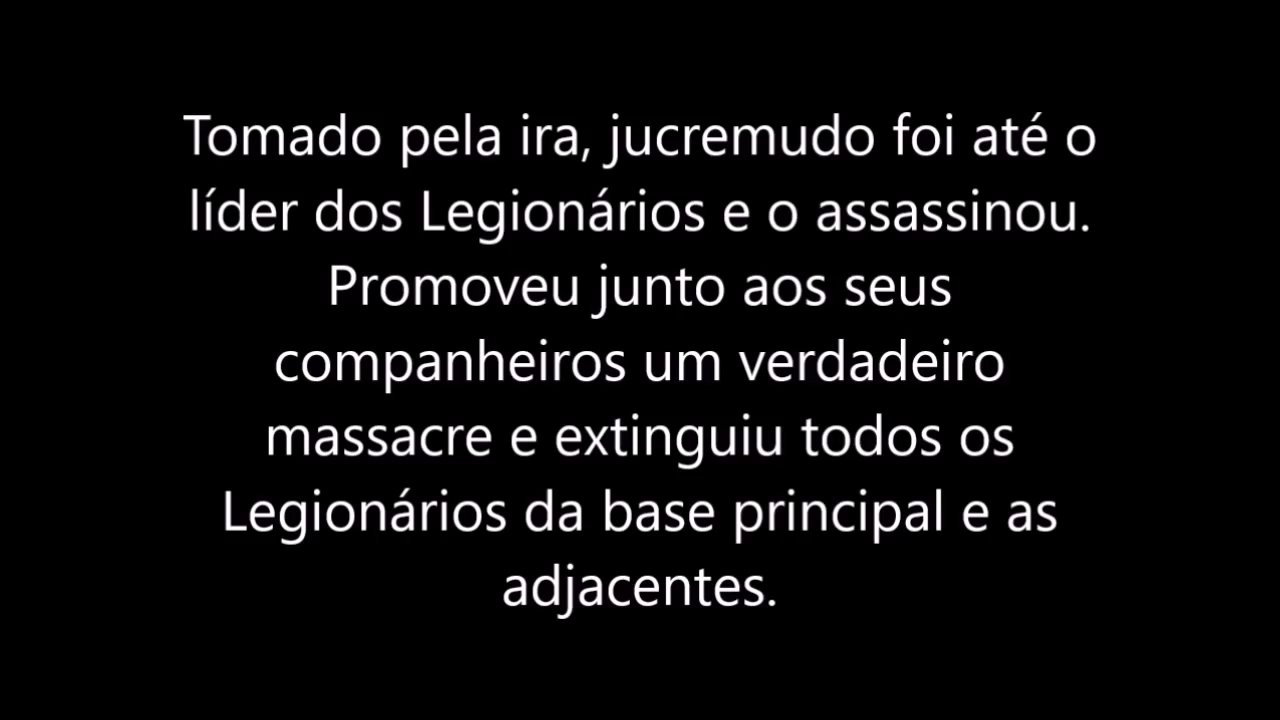 Tomado pela ira, jucremudo foi até o
líder dos Legionários e o assassinou.
Promoveu junto aos seus
companheiros um verdadeiro
massacre e extinguiu todos os
Legionários da base principal e as
adjacentes.